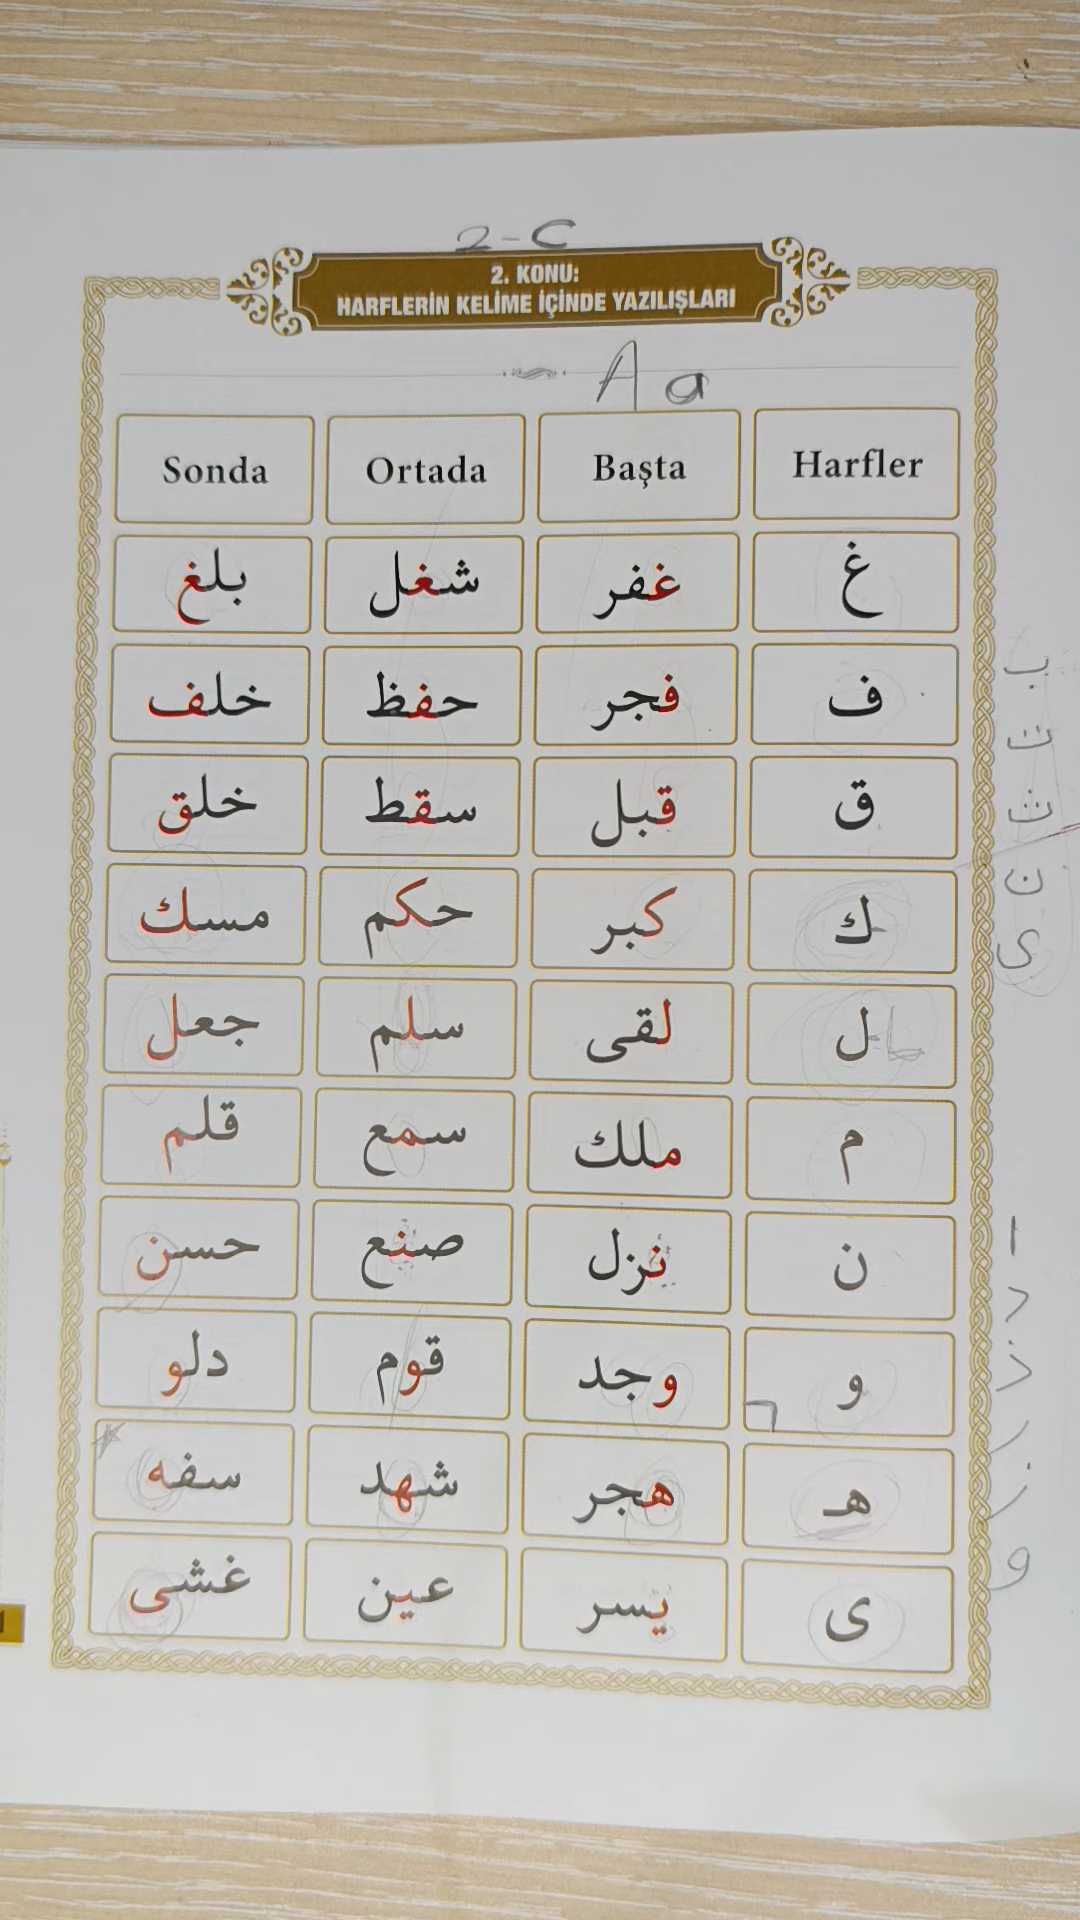 2-C
2. KONU:
HARFLERİN KELİME İÇİNDE YAZILIŞLARI
A a
Harfler Başta Ortada Sonda
غ غفر شغل بلغ
ف فجر حفظ خلف
ق قبل سقط خلق
ك كبر حكم مسك
ل لقى سلم جعل
م ملك سمع قلم
ن نزل صنع حسن
و وجد قوم دلو
هـ هجر شهد سفه
ى يسر عين غشى
ب
ت
ث
ن
ى
ا
د
ذ
ر
ز
و